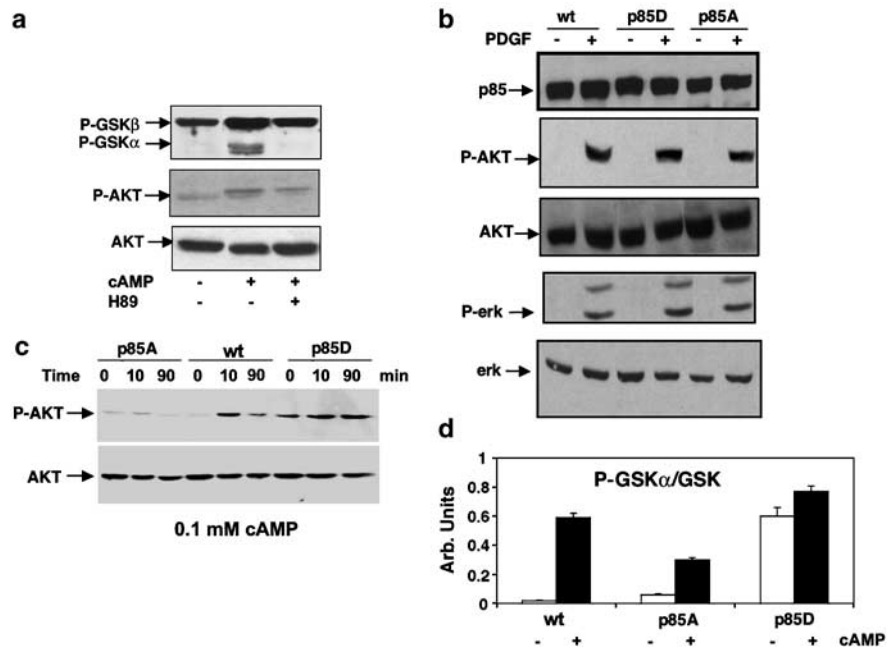 a
P-GSKβ
P-GSKα
P-AKT
AKT
cAMP - + +
H89 - - +
b
wt p85D p85A
PDGF - + - + - +
p85
P-AKT
AKT
P-erk
erk
c
p85A wt p85D
Time 0 10 90 0 10 90 0 10 90 min
P-AKT
AKT
0.1 mM cAMP
d
P-GSKα/GSK
Arb. Units
1
0.8
0.6
0.4
0.2
0
wt p85A p85D
- + - + - + cAMP